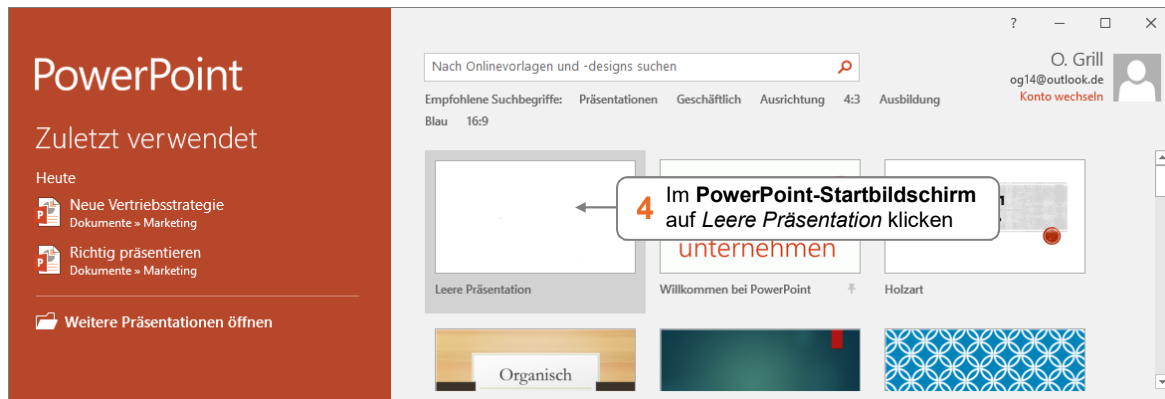 ?
PowerPoint
Zuletzt verwendet
Heute
Neue Vertriebsstrategie
Dokumente » Marketing
Richtig präsentieren
Dokumente » Marketing
Weitere Präsentationen öffnen
Nach Onlinevorlagen und -designs suchen
O. Grill
og14@outlook.de
Konto wechseln
Empfohlene Suchbegriffe: Präsentationen Geschäftlich Ausrichtung 4:3 Ausbildung
Blau 16:9
4 Im PowerPoint-Startbildschirm
auf Leere Präsentation klicken
unternehmen
Leere Präsentation
Willkommen bei PowerPoint
Holzart
Organisch